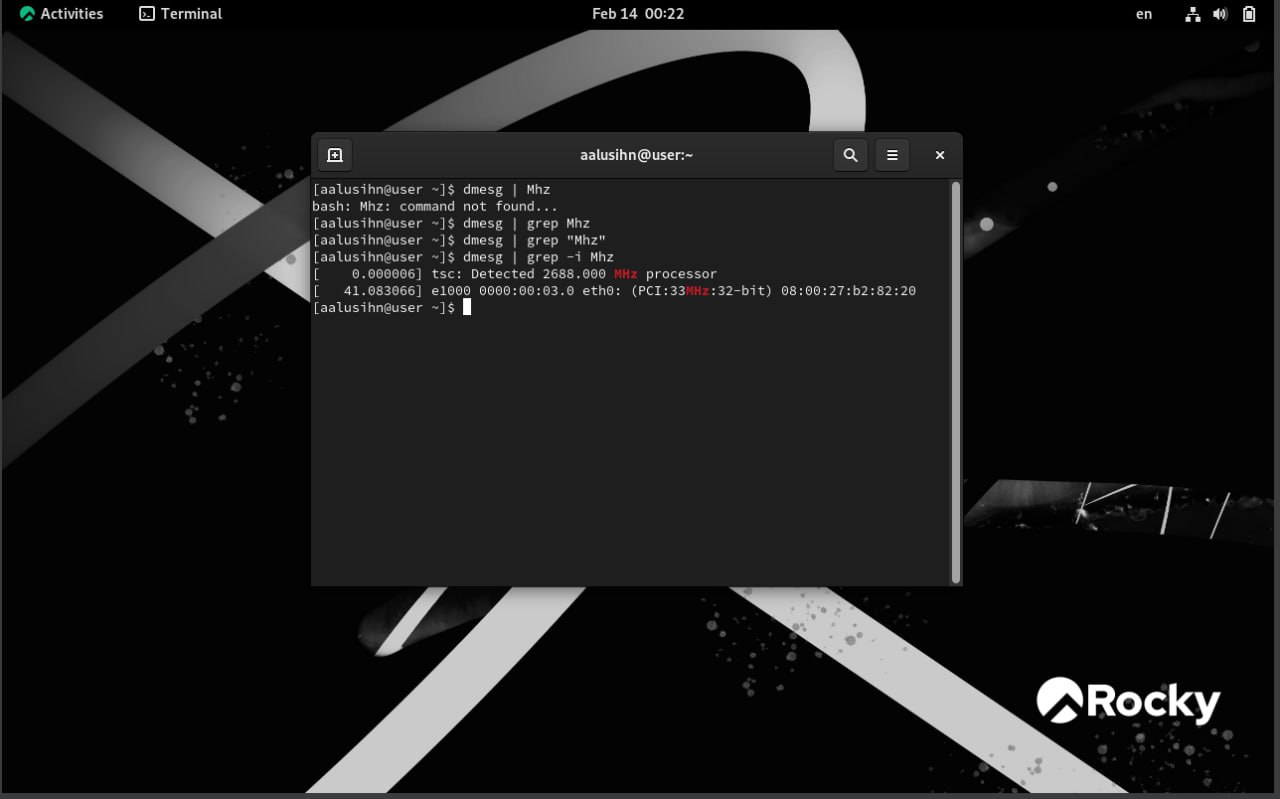 Activities Terminal Feb 14 00:22 en
aalusihn@user:~
[aalusihn@user ~]$ dmesg | Mhz
bash: Mhz: command not found...
[aalusihn@user ~]$ dmesg | grep Mhz
[aalusihn@user ~]$ dmesg | grep "Mhz"
[aalusihn@user ~]$ dmesg | grep -i Mhz
[    0.000006] tsc: Detected 2688.000 MHz processor
[   41.083066] e1000 0000:00:03.0 eth0: (PCI:33MHz:32-bit) 08:00:27:b2:82:20
[aalusihn@user ~]$
Rocky